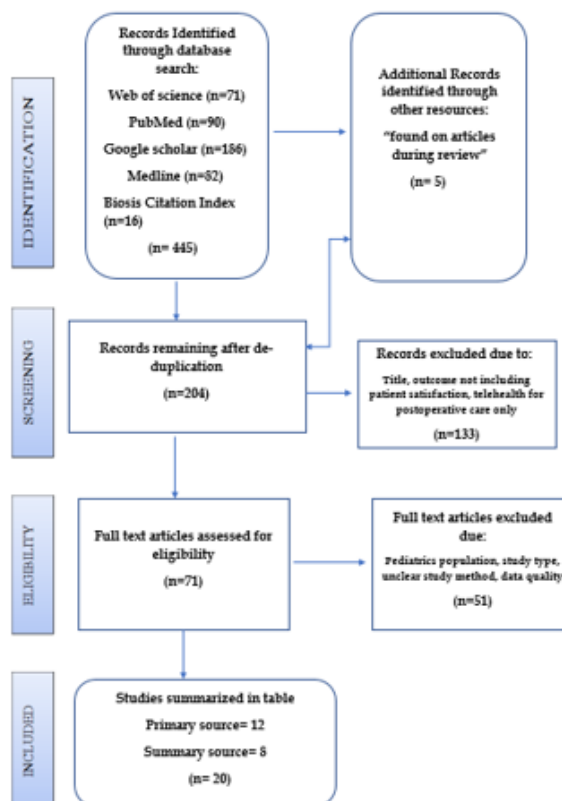 IDENTIFICATION
Records Identified
through database
search:
Web of science (n=71)
PubMed (n=90)
Google scholar (n=186)
Medline (n=82)
Biosis Citation Index
(n=16)
(n= 445)
Additional Records
identified through
other resources:
“found on articles
during review”
(n= 5)
SCREENING
Records remaining after de-
duplication
(n=204)
Records excluded due to:
Title, outcome not including
patient satisfaction, telehealth for
postoperative care only
(n=133)
ELIGIBILITY
Full text articles assessed for
eligibility
(n=71)
Full text articles excluded
due:
Pediatrics population, study type,
unclear study method, data quality
(n=51)
INCLUDED
Studies summarized in table
Primary source= 12
Summary source= 8
(n= 20)